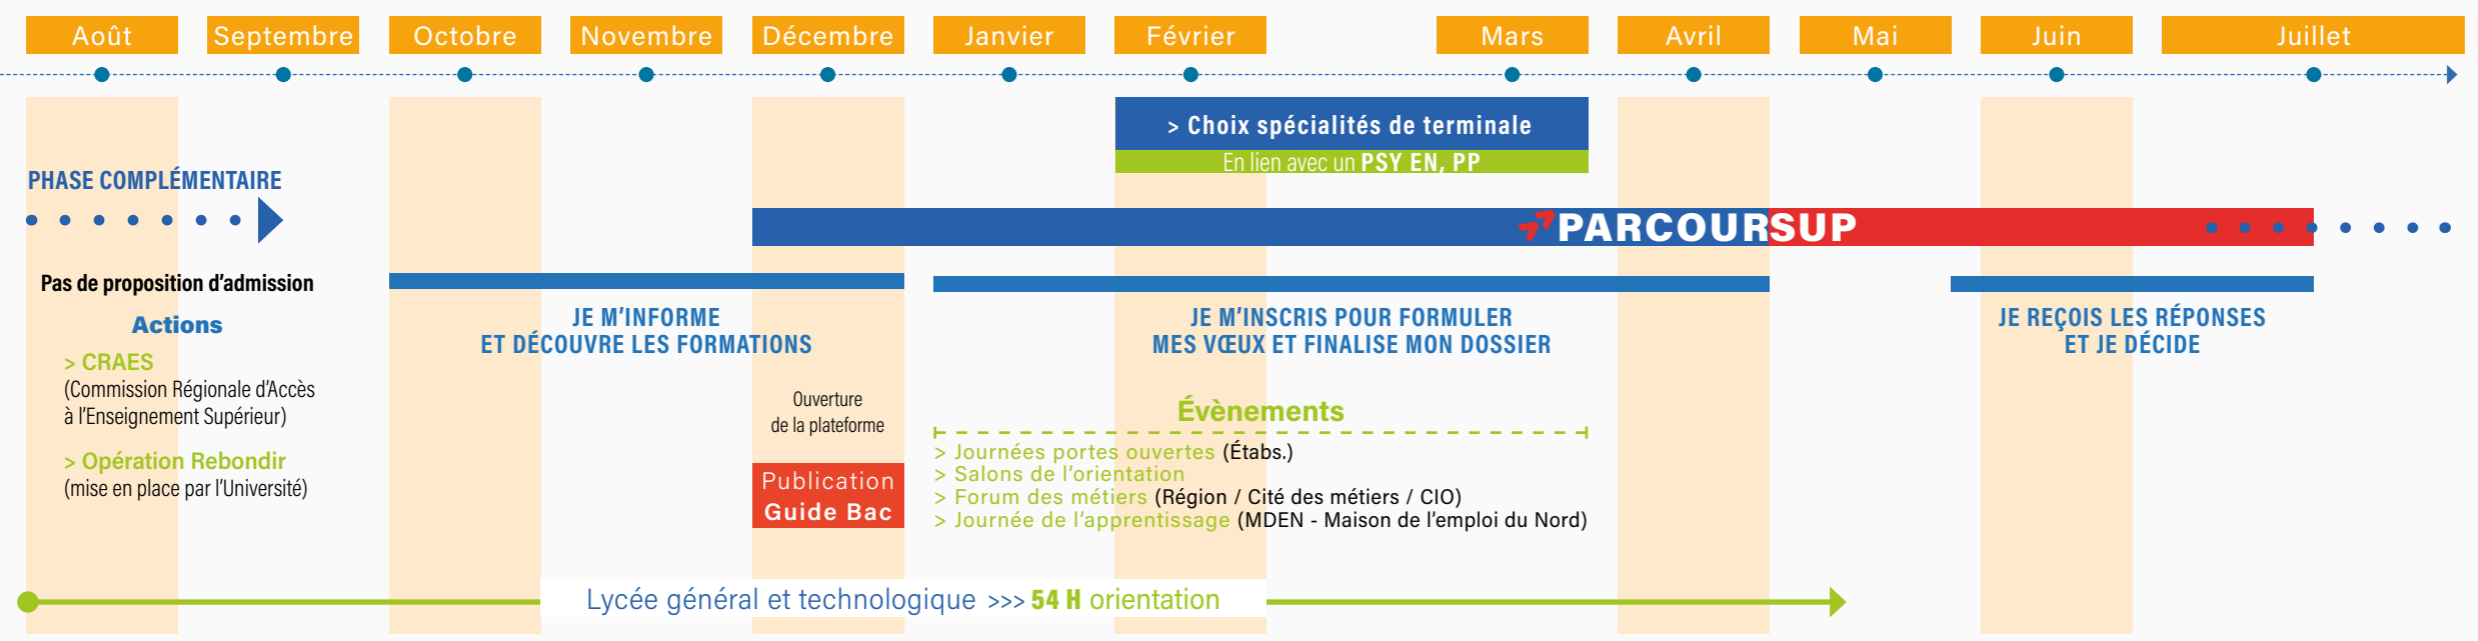 Août Septembre Octobre Novembre Décembre Janvier Février Mars Avril Mai Juin Juillet
> Choix spécialités de terminale
En lien avec un PSY EN, PP
PHASE COMPLÉMENTAIRE
PARCOURSUP
Pas de proposition d'admission
Actions
> CRAES
(Commission Régionale d'Accès
à l'Enseignement Supérieur)
> Opération Rebondir
(mise en place par l'Université)
JE M'INFORME
ET DÉCOUVRE LES FORMATIONS
Ouverture
de la plateforme
Publication
Guide Bac
JE M'INSCRIS POUR FORMULER
MES VŒUX ET FINALISE MON DOSSIER
Évènements
> Journées portes ouvertes (Étabs.)
> Salons de l'orientation
> Forum des métiers (Région / Cité des métiers / CIO)
> Journée de l'apprentissage (MDEN - Maison de l'emploi du Nord)
JE REÇOIS LES RÉPONSES
ET JE DÉCIDE
Lycée général et technologique >>> 54 H orientation